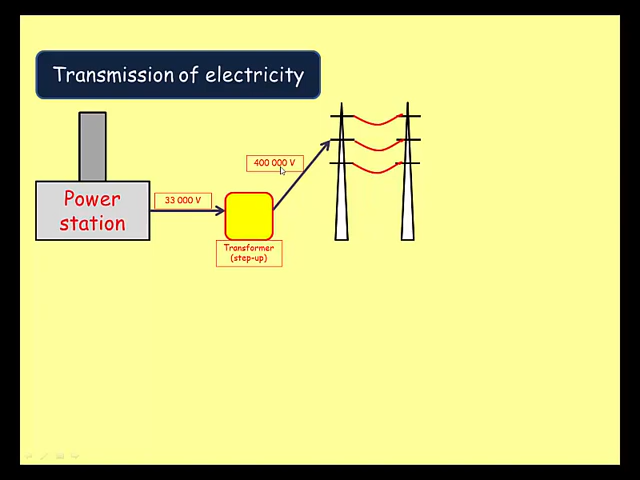 Transmission of electricity
400 000 V
Power
station
33 000 V
Transformer
(step-up)